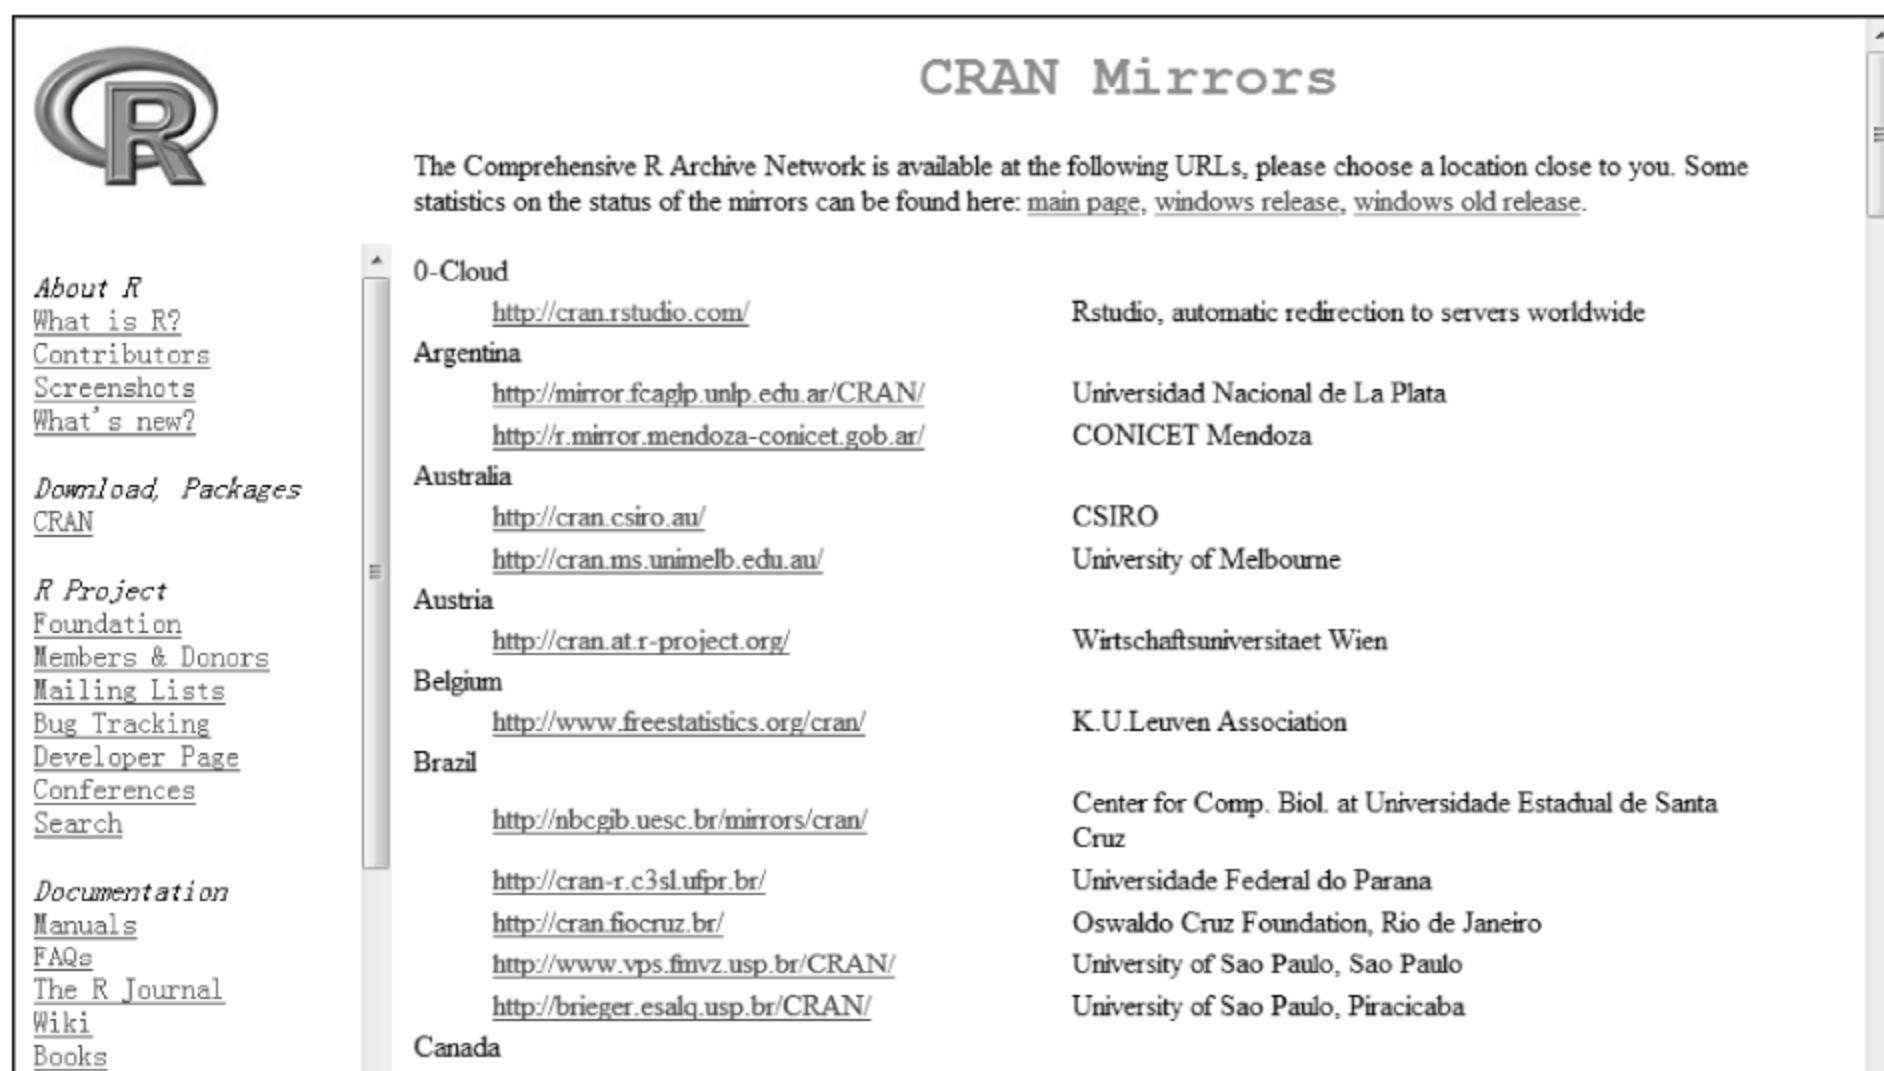 R
CRAN Mirrors
The Comprehensive R Archive Network is available at the following URLs, please choose a location close to you. Some
statistics on the status of the mirrors can be found here: main page, windows release, windows old release.
About R
What is R?
Contributors
Screenshots
What's new?
Download, Packages
CRAN
R Project
Foundation
Members & Donors
Mailing Lists
Bug Tracking
Developer Page
Conferences
Search
Documentation
Manuals
FAQs
The R Journal
Wiki
Books
0-Cloud
http://cran.rstudio.com/ Rstudio, automatic redirection to servers worldwide
Argentina
http://mirror.fcaglp.unlp.edu.ar/CRAN/ Universidad Nacional de La Plata
http://r.mirror.mendoza-conicet.gob.ar/ CONICET Mendoza
Australia
http://cran.csiro.au/ CSIRO
http://cran.ms.unimelb.edu.au/ University of Melbourne
Austria
http://cran.at.r-project.org/ Wirtschaftsuniversitaet Wien
Belgium
http://www.freestatistics.org/cran/ K.U.Leuven Association
Brazil
http://nbcgib.uesc.br/mirrors/cran/ Center for Comp. Biol. at Universidade Estadual de Santa
Cruz
http://cran-r.c3sl.ufpr.br/ Universidade Federal do Parana
http://cran.fiocruz.br/ Oswaldo Cruz Foundation, Rio de Janeiro
http://www.vps.fmvz.usp.br/CRAN/ University of Sao Paulo, Sao Paulo
http://brieger.esalq.usp.br/CRAN/ University of Sao Paulo, Piracicaba
Canada